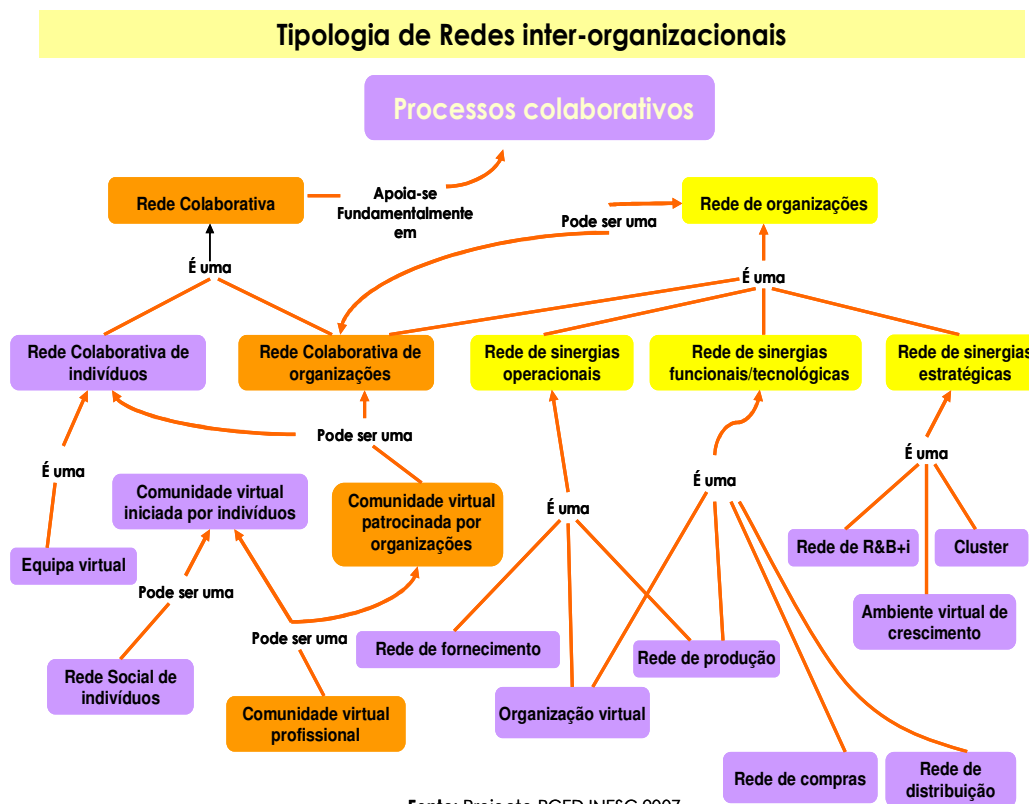 Tipologia de Redes inter-organizacionais
Processos colaborativos
Rede Colaborativa
Apoia-se
Fundamentalmente
em
Pode ser uma
Rede de organizações
É uma
É uma
Rede Colaborativa de
indivíduos
Rede Colaborativa de
organizações
Rede de sinergias
operacionais
Rede de sinergias
funcionais/tecnológicas
Rede de sinergias
estratégicas
Pode ser uma
É uma
É uma
É uma
É uma
Comunidade virtual
iniciada por indivíduos
Comunidade virtual
patrocinada por
organizações
Equipa virtual
Rede de R&B+i
Cluster
Pode ser uma
Ambiente virtual de
crescimento
Pode ser uma
Rede de fornecimento
Rede de produção
Rede Social de
indivíduos
Comunidade virtual
profissional
Organização virtual
Rede de compras
Rede de
distribuição